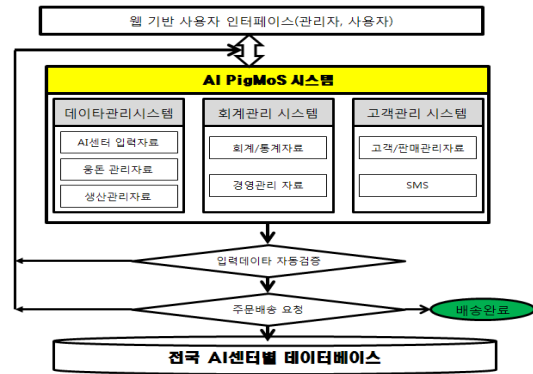 웹 기반 사용자 인터페이스(관리자, 사용자)
AI PigMoS 시스템
데이타관리시스템
회계관리 시스템
고객관리 시스템
AI센터 입력자료
웅돈 관리자료
생산관리자료
회계/통계자료
경영관리 자료
고객/판매관리자료
SMS
입력데이타 자동검증
주문배송 요청
배송완료
전국 AI센터별 데이터베이스